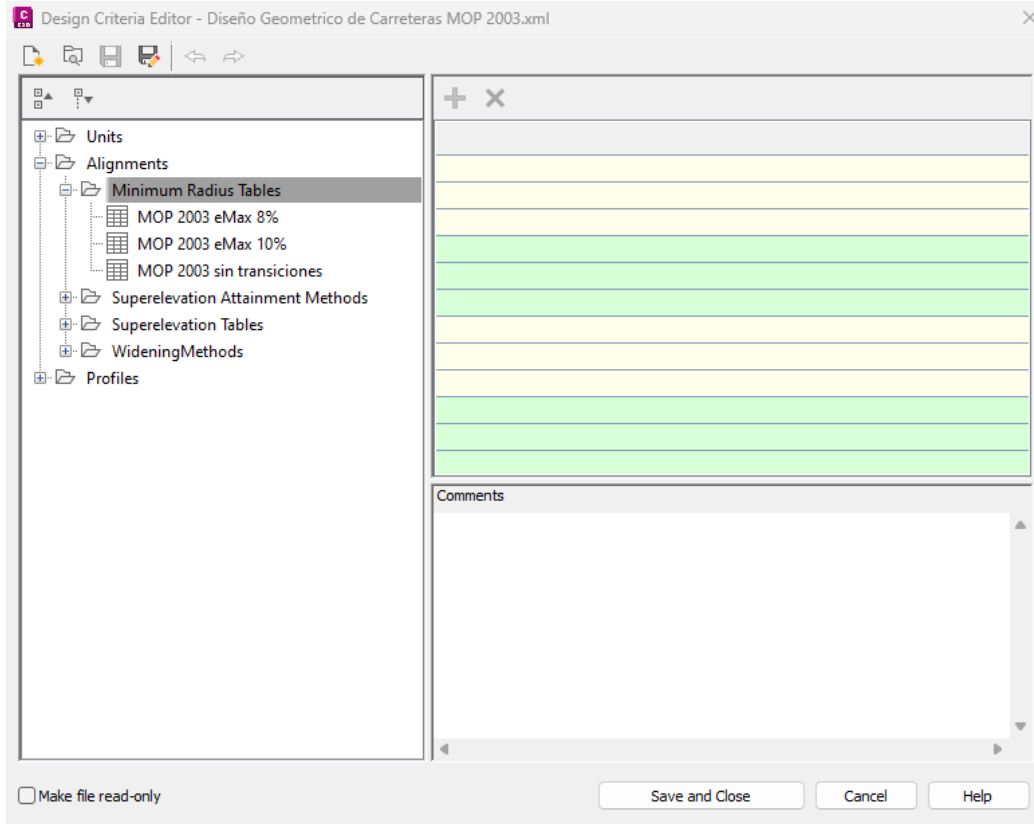 C
C3D
Design Criteria Editor - Diseño Geometrico de Carreteras MOP 2003.xml
Units
Alignments
Minimum Radius Tables
MOP 2003 eMax 8%
MOP 2003 eMax 10%
MOP 2003 sin transiciones
Superelevation Attainment Methods
Superelevation Tables
WideningMethods
Profiles
Comments
Make file read-only
Save and Close
Cancel
Help